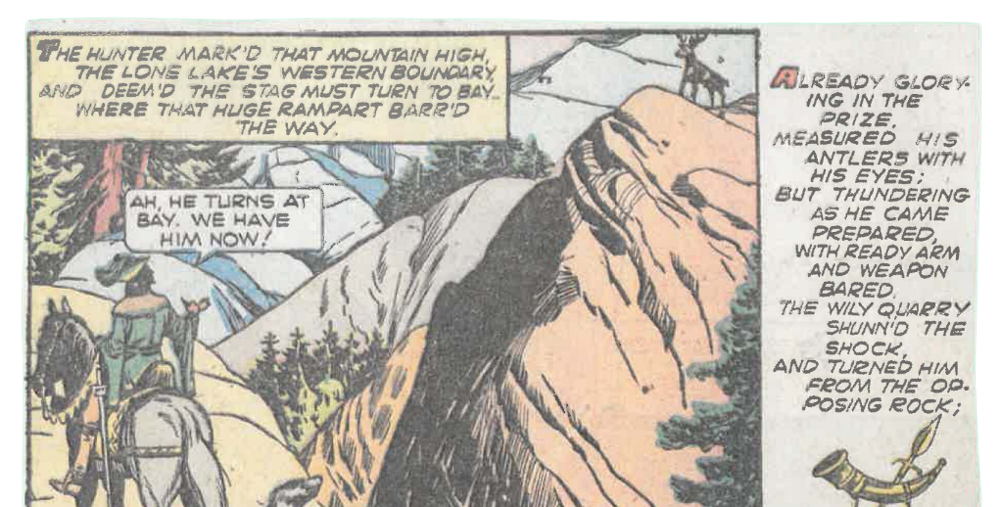 THE HUNTER MARK'D THAT MOUNTAIN HIGH,
THE LONE LAKE'S WESTERN BOUNDARY,
AND DEEM'D THE STAG MUST TURN TO BAY
WHERE THAT HUGE RAMPART BARR'D
THE WAY.
AH, HE TURNS AT
BAY. WE HAVE
HIM NOW!
ALREADY GLORY-
ING IN THE
PRIZE,
MEASURED HIS
ANTLERS WITH
HIS EYES;
BUT THUNDERING
AS HE CAME
PREPARED,
WITH READY ARM
AND WEAPON
BARED.
THE WILY QUARRY
SHUNN'D THE
SHOCK,
AND TURNED HIM
FROM THE OP-
POSING ROCK;